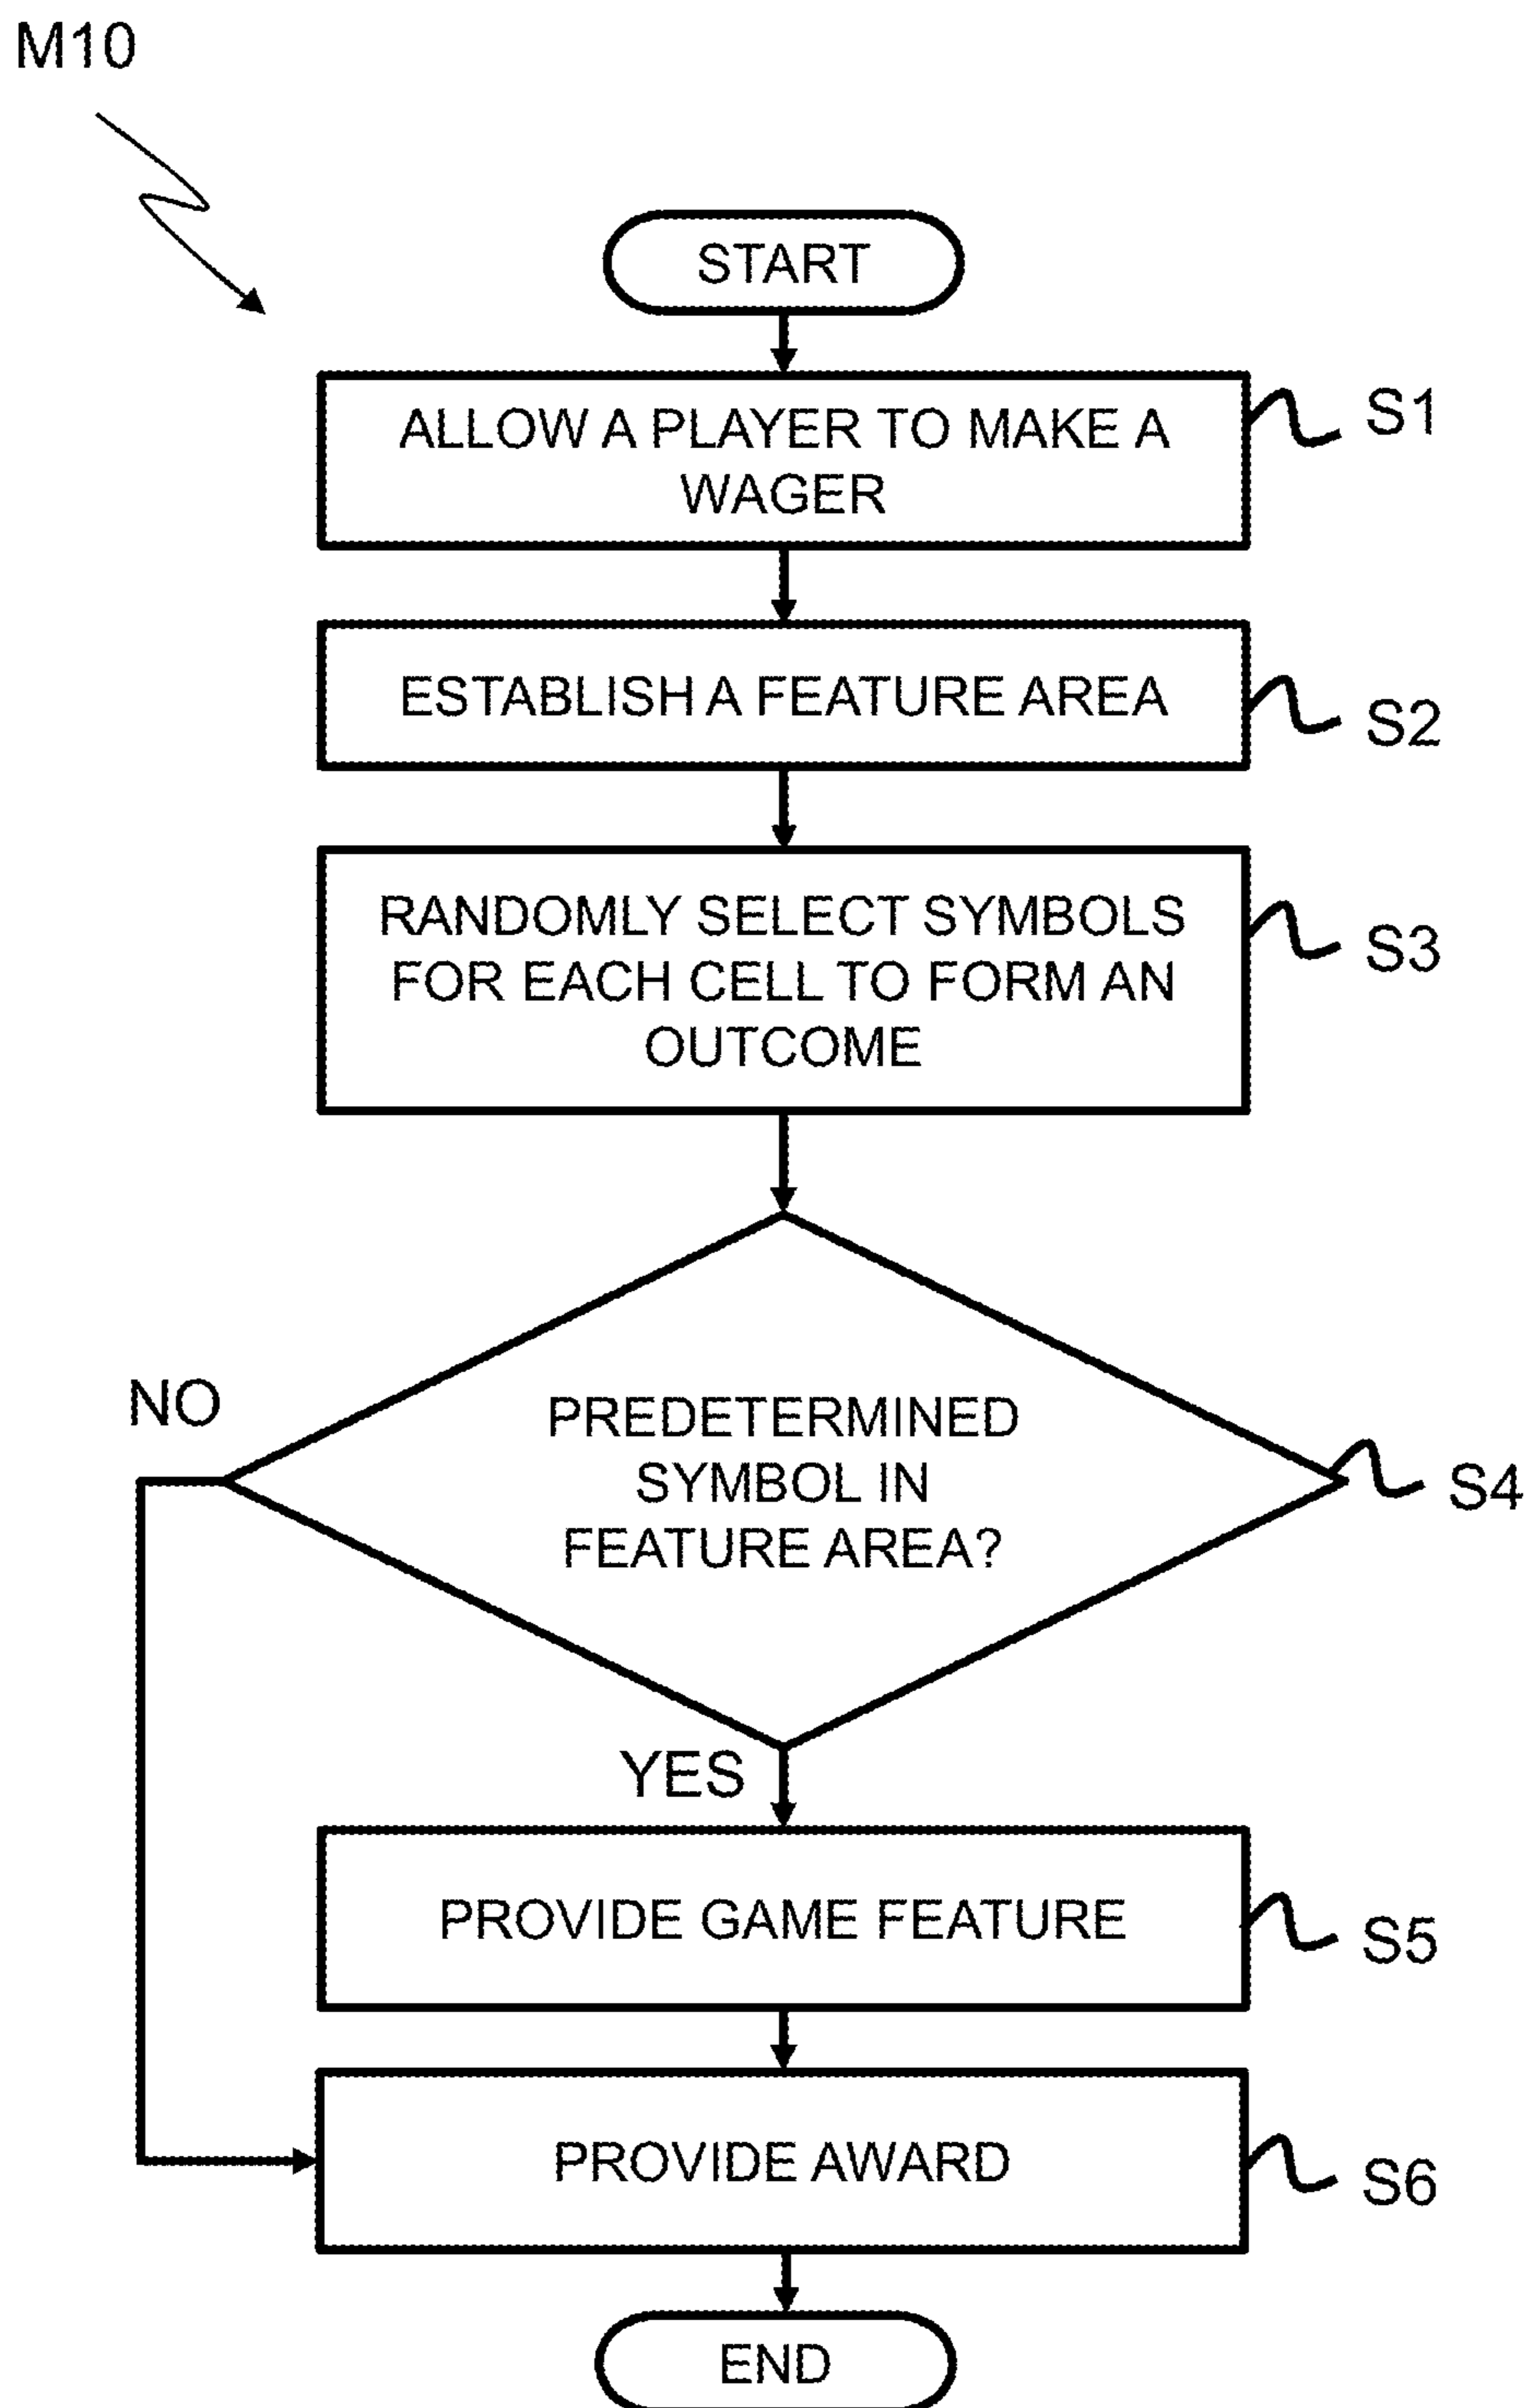 M10
START
ALLOW A PLAYER TO MAKE A
WAGER
S1
ESTABLISH A FEATURE AREA
S2
RANDOMLY SELECT SYMBOLS
FOR EACH CELL TO FORM AN
OUTCOME
S3
NO
PREDETERMINED
SYMBOL IN
FEATURE AREA?
S4
YES
PROVIDE GAME FEATURE
S5
PROVIDE AWARD
S6
END